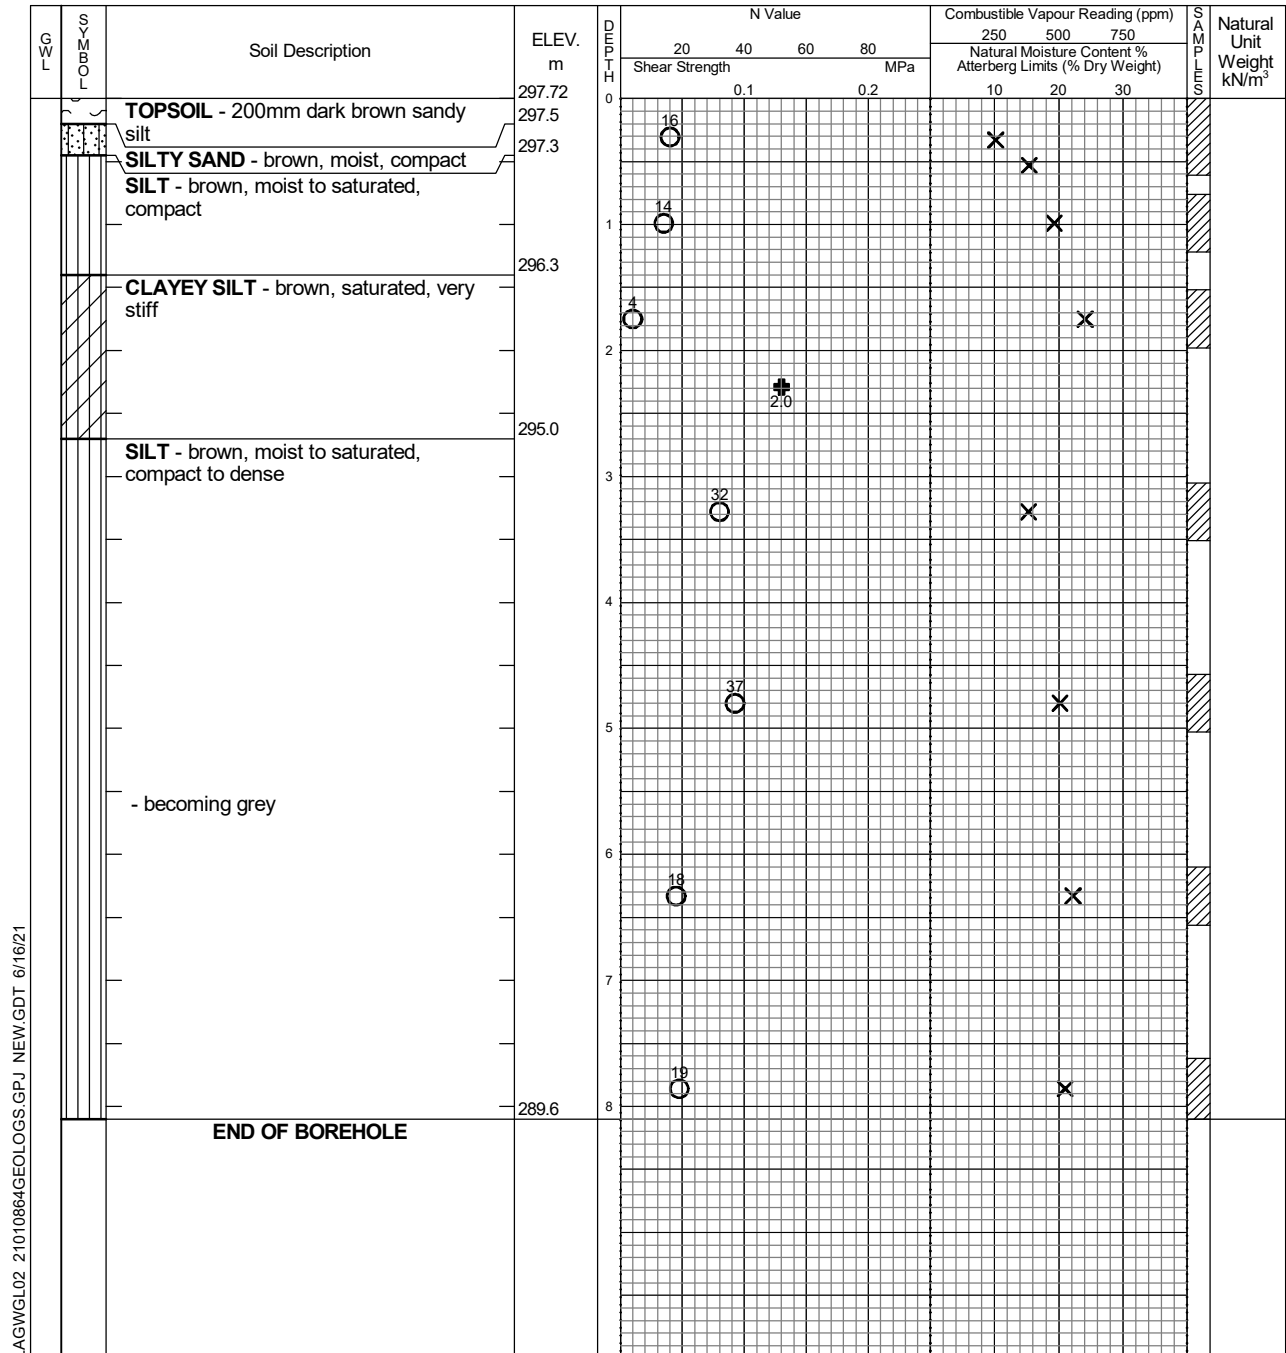 GWL
SYMBOL
Soil Description
ELEV.
m
DEPTH
N Value
20 40 60 80
Shear Strength MPa
0.1 0.2
Combustible Vapour Reading (ppm)
250 500 750
Natural Moisture Content %
Atterberg Limits (% Dry Weight)
10 20 30
SAMPLES
Natural
Unit
Weight
kN/m³
297.72
0
TOPSOIL - 200mm dark brown sandy
silt
297.5
16
297.3
SILTY SAND - brown, moist, compact
SILT - brown, moist to saturated,
compact
14
1
296.3
CLAYEY SILT - brown, saturated, very
stiff
4
2
2.0
295.0
SILT - brown, moist to saturated,
compact to dense
3
32
4
37
5
- becoming grey
6
18
7
19
8
289.6
END OF BOREHOLE
AGWGL02 21010864GEOLOGS.GPJ NEW.GDT 6/16/21